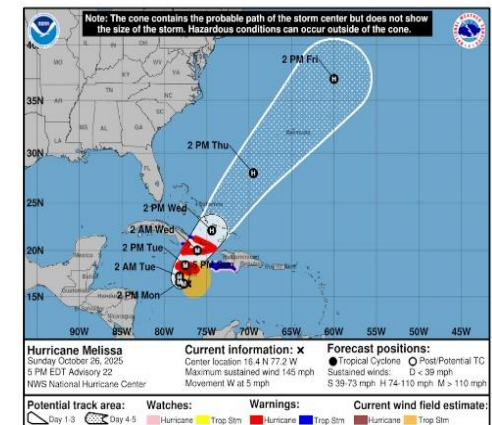 Note: The cone contains the probable path of the storm center but does not show
the size of the storm. Hazardous conditions can occur outside of the cone.
2 PM Fri
35N
Bermuda
2 PM Thu
30N
25N
2 PM Wed
2 AM Wed
20N
2 PM Tue
5 PM Sun
2 AM Tue
Mexico
15N
2 PM Mon
Nicaragua
90W 85W 80W 75W 70W 65W 60W 55W 50W
Hurricane Melissa
Sunday October 26, 2025
5 PM EDT Advisory 22
NWS National Hurricane Center
Current information: x
Center location 16.4 N 77.2 W
Maximum sustained wind 145 mph
Movement W at 5 mph
Forecast positions:
Tropical Cyclone Post/Potential TC
Sustained winds: D < 39 mph
S 39-73 mph H 74-110 mph M > 110 mph
Potential track area:
Day 1-3 Day 4-5
Watches:
Hurricane Trop Stm
Warnings:
Hurricane Trop Stm
Current wind field estimate:
Hurricane Trop Stm